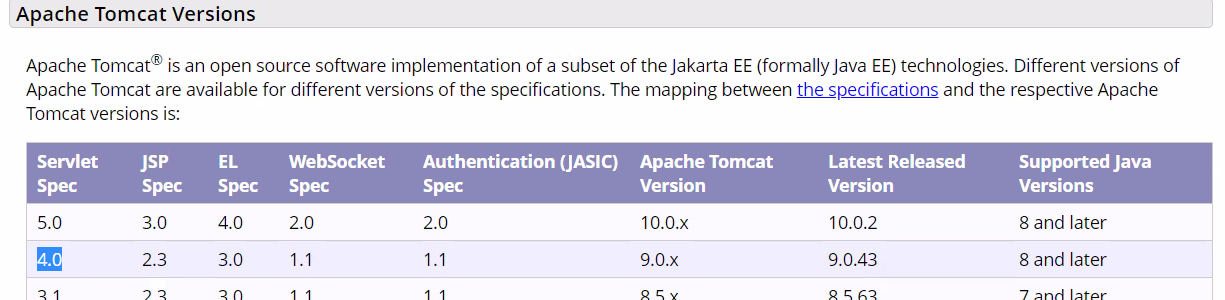 Apache Tomcat Versions
Apache Tomcat® is an open source software implementation of a subset of the Jakarta EE (formally Java EE) technologies. Different versions of
Apache Tomcat are available for different versions of the specifications. The mapping between the specifications and the respective Apache
Tomcat versions is:
Servlet Spec JSP Spec EL Spec WebSocket Spec Authentication (JASIC) Spec Apache Tomcat Version Latest Released Version Supported Java Versions
5.0 3.0 4.0 2.0 2.0 10.0.x 10.0.2 8 and later
4.0 2.3 3.0 1.1 1.1 9.0.x 9.0.43 8 and later
3.1 2.3 3.0 1.1 1.1 8.5.x 8.5.63 7 and later